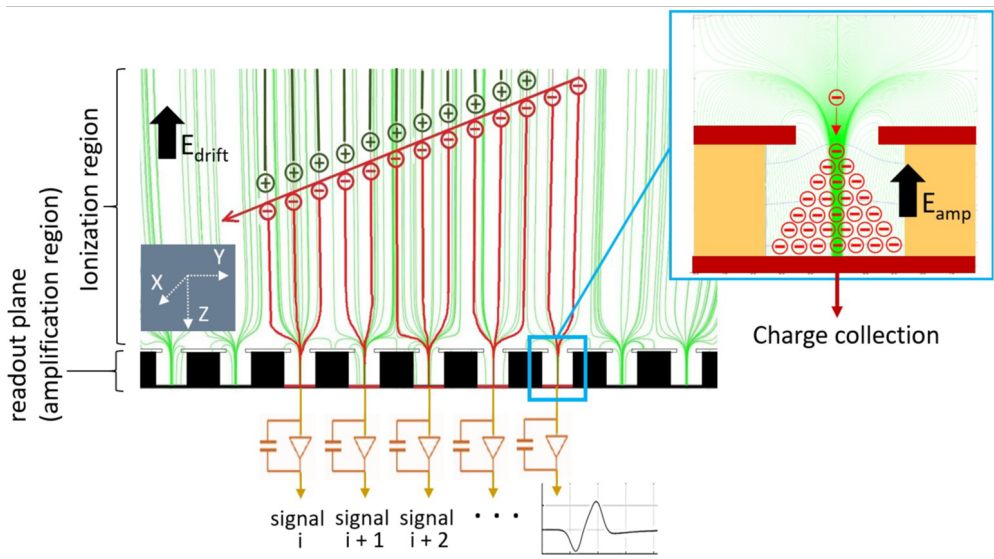 Ionization region
readout plane
(amplification region)
E_drift
X
Y
Z
E_amp
Charge collection
signal
i
signal
i + 1
signal
i + 2
· · ·